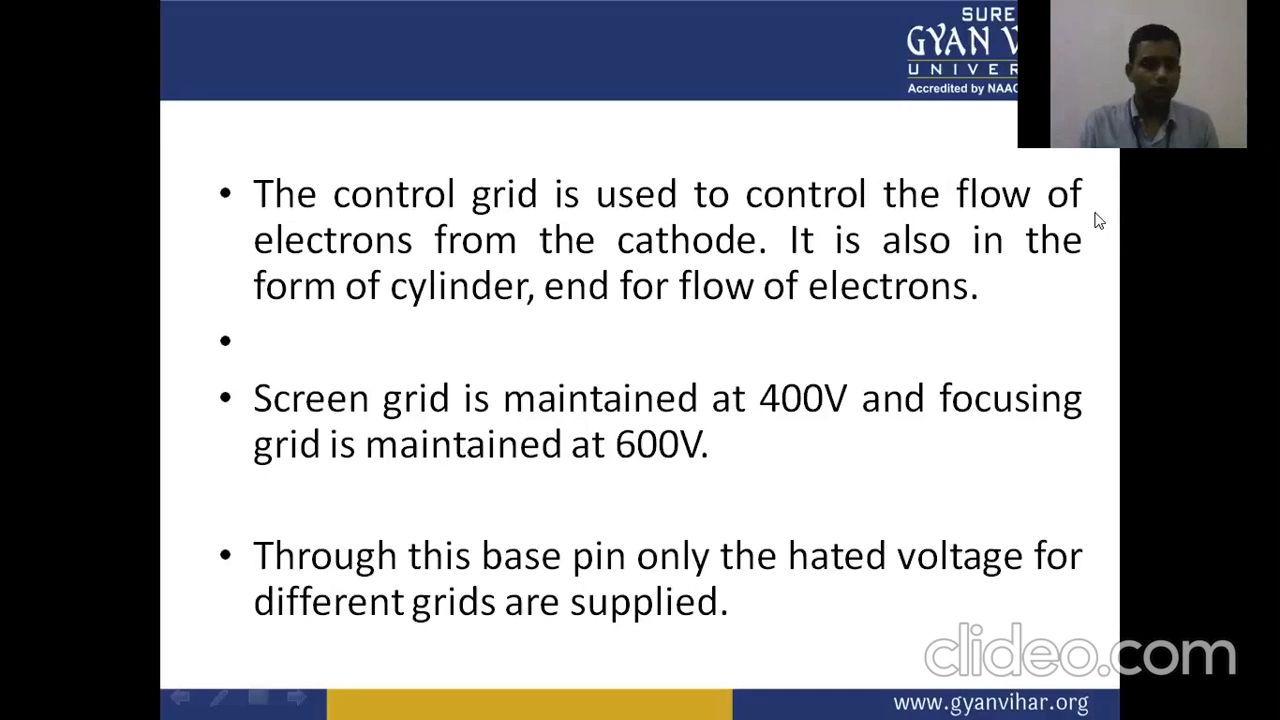 SURE
GYAN V
UNIVER
Accredited by NAAC
• The control grid is used to control the flow of
electrons from the cathode. It is also in the
form of cylinder, end for flow of electrons.
•
• Screen grid is maintained at 400V and focusing
grid is maintained at 600V.
• Through this base pin only the hated voltage for
different grids are supplied.
clideo.com
www.gyanvihar.org